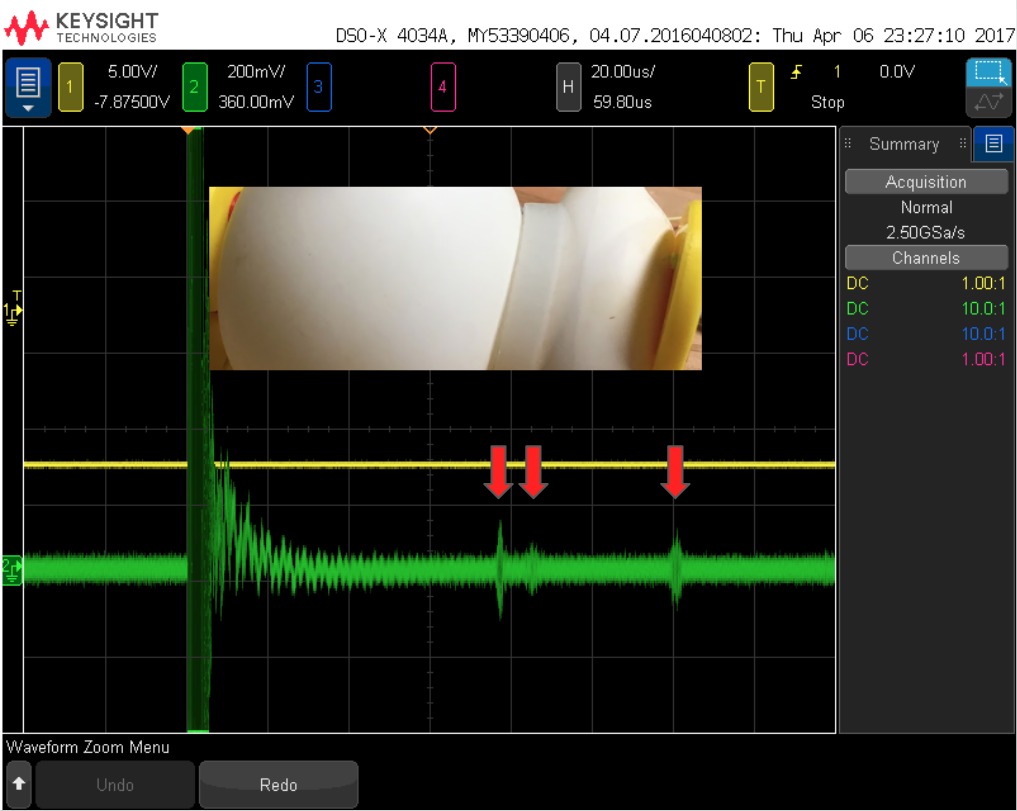 KEYSIGHT
TECHNOLOGIES
DSO-X 4034A, MY53390406, 04.07.2016040802: Thu Apr 06 23:27:10 2017
1 5.00V/ 2 200mV/ 3 4 H 20.00us/ T 1 0.0V
-7.87500V 360.00mV 59.80us Stop
Summary
Acquisition
Normal
2.50GSa/s
Channels
DC 1.00:1
DC 10.0:1
DC 10.0:1
DC 1.00:1
T
1
2
Waveform Zoom Menu
Undo Redo